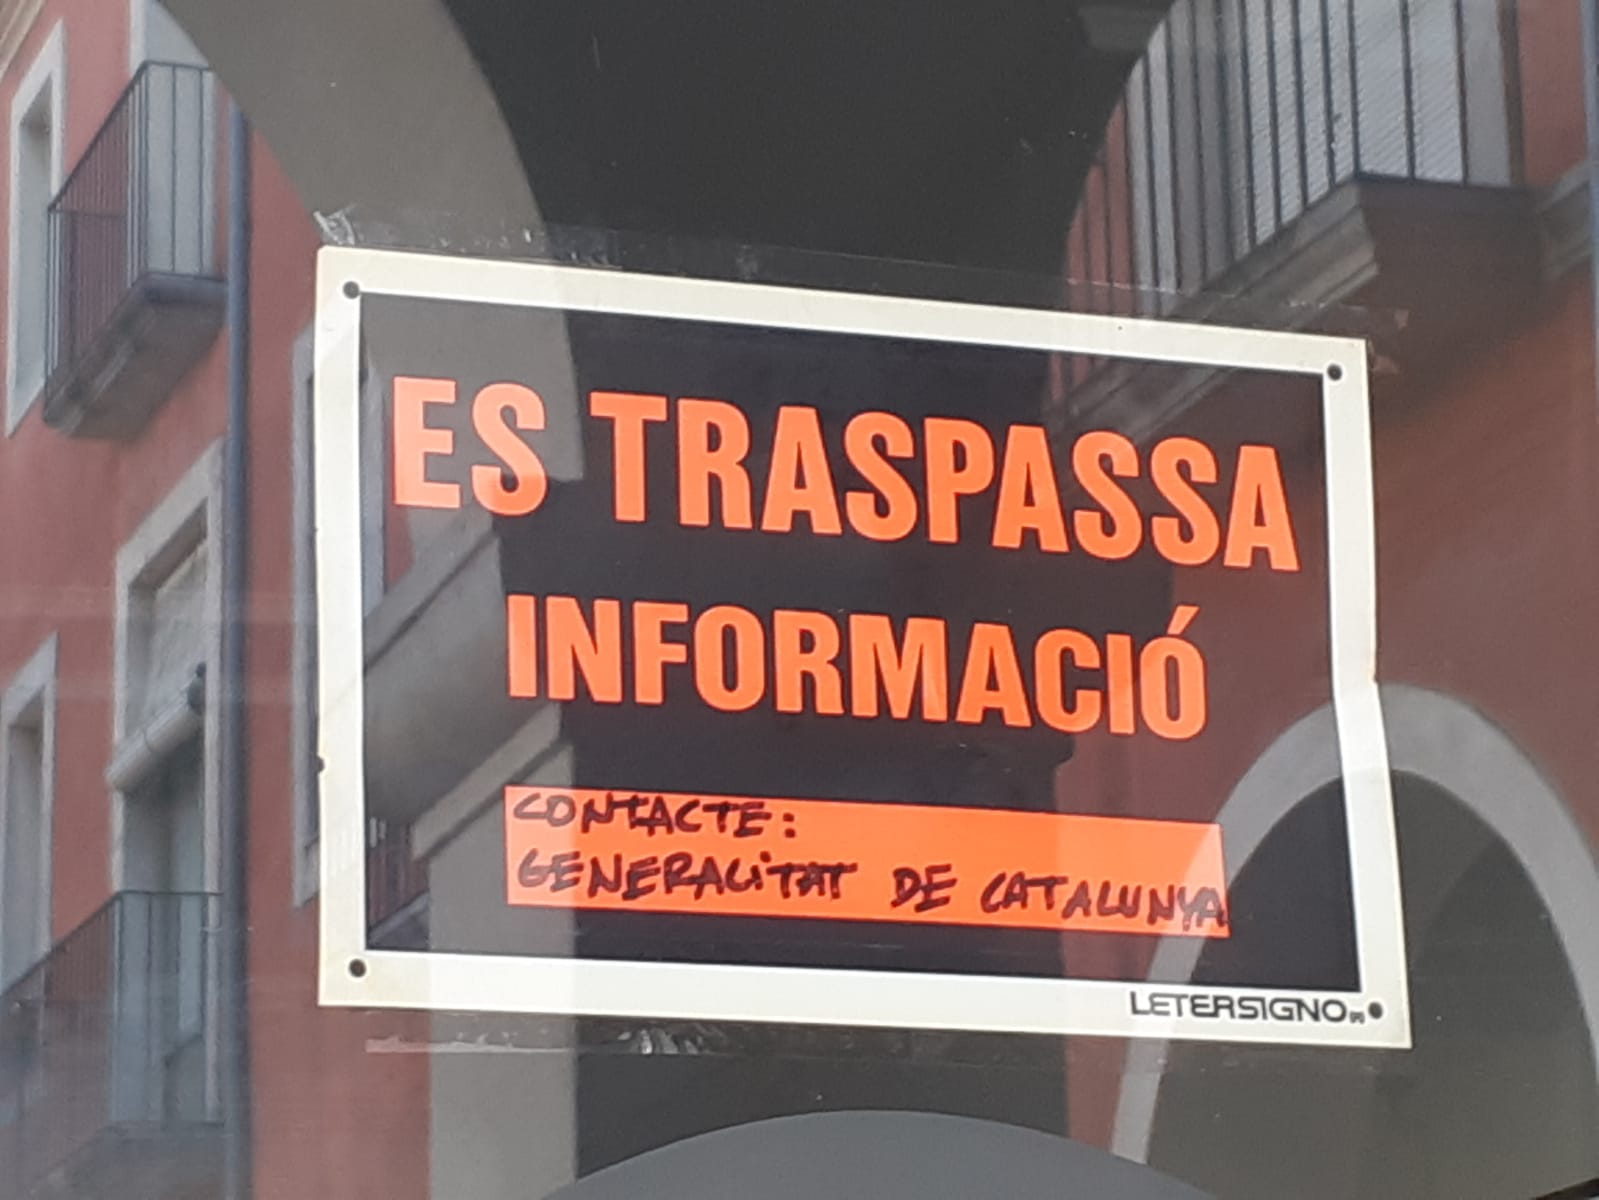 ES TRASPASSA
INFORMACIÓ
CONTACTE:
GENERALiTAT DE CATALUNYA
LETERSIGNO